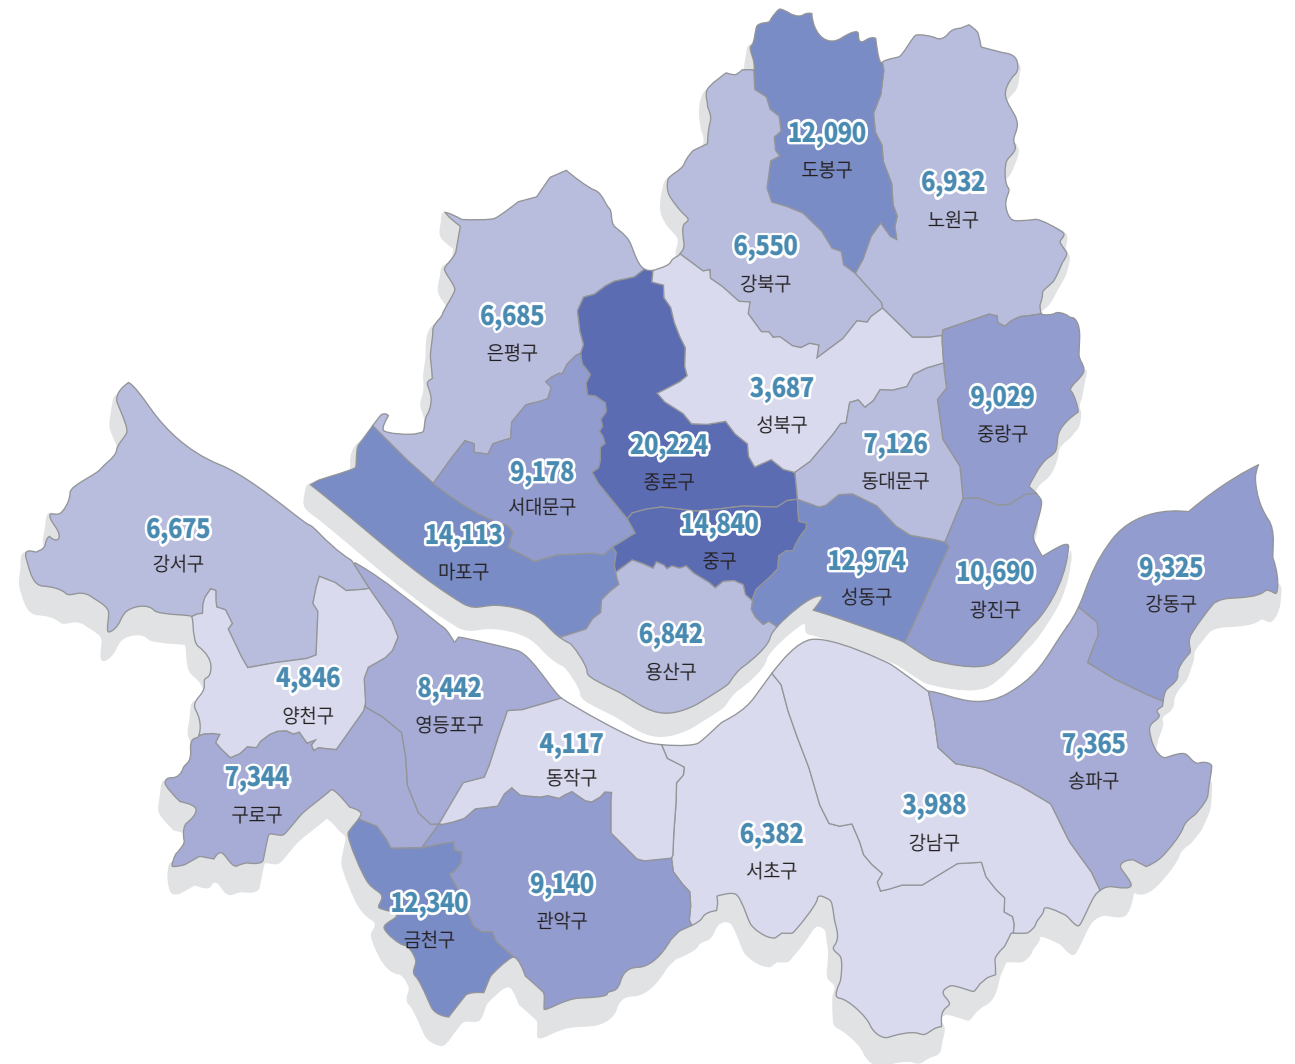 12,090
도봉구
6,932
노원구
6,550
강북구
6,685
은평구
3,687
성북구
9,029
중랑구
20,224
종로구
7,126
동대문구
9,178
서대문구
14,840
중구
14,113
마포구
6,675
강서구
12,974
성동구
10,690
광진구
9,325
강동구
6,842
용산구
4,846
양천구
8,442
영등포구
4,117
동작구
7,365
송파구
7,344
구로구
3,988
강남구
6,382
서초구
9,140
관악구
12,340
금천구